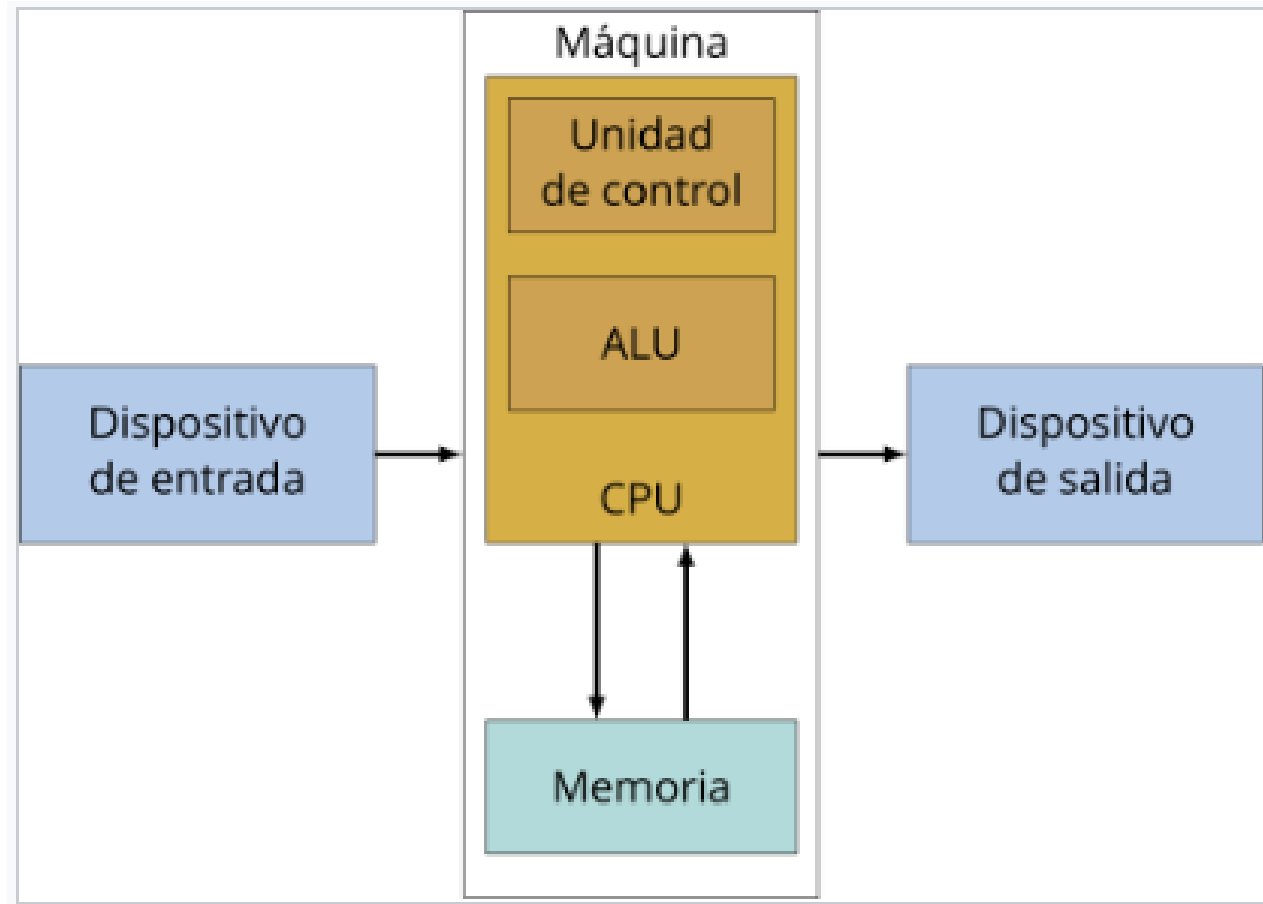 Máquina
Unidad
de control
ALU
CPU
Dispositivo
de entrada
Dispositivo
de salida
Memoria